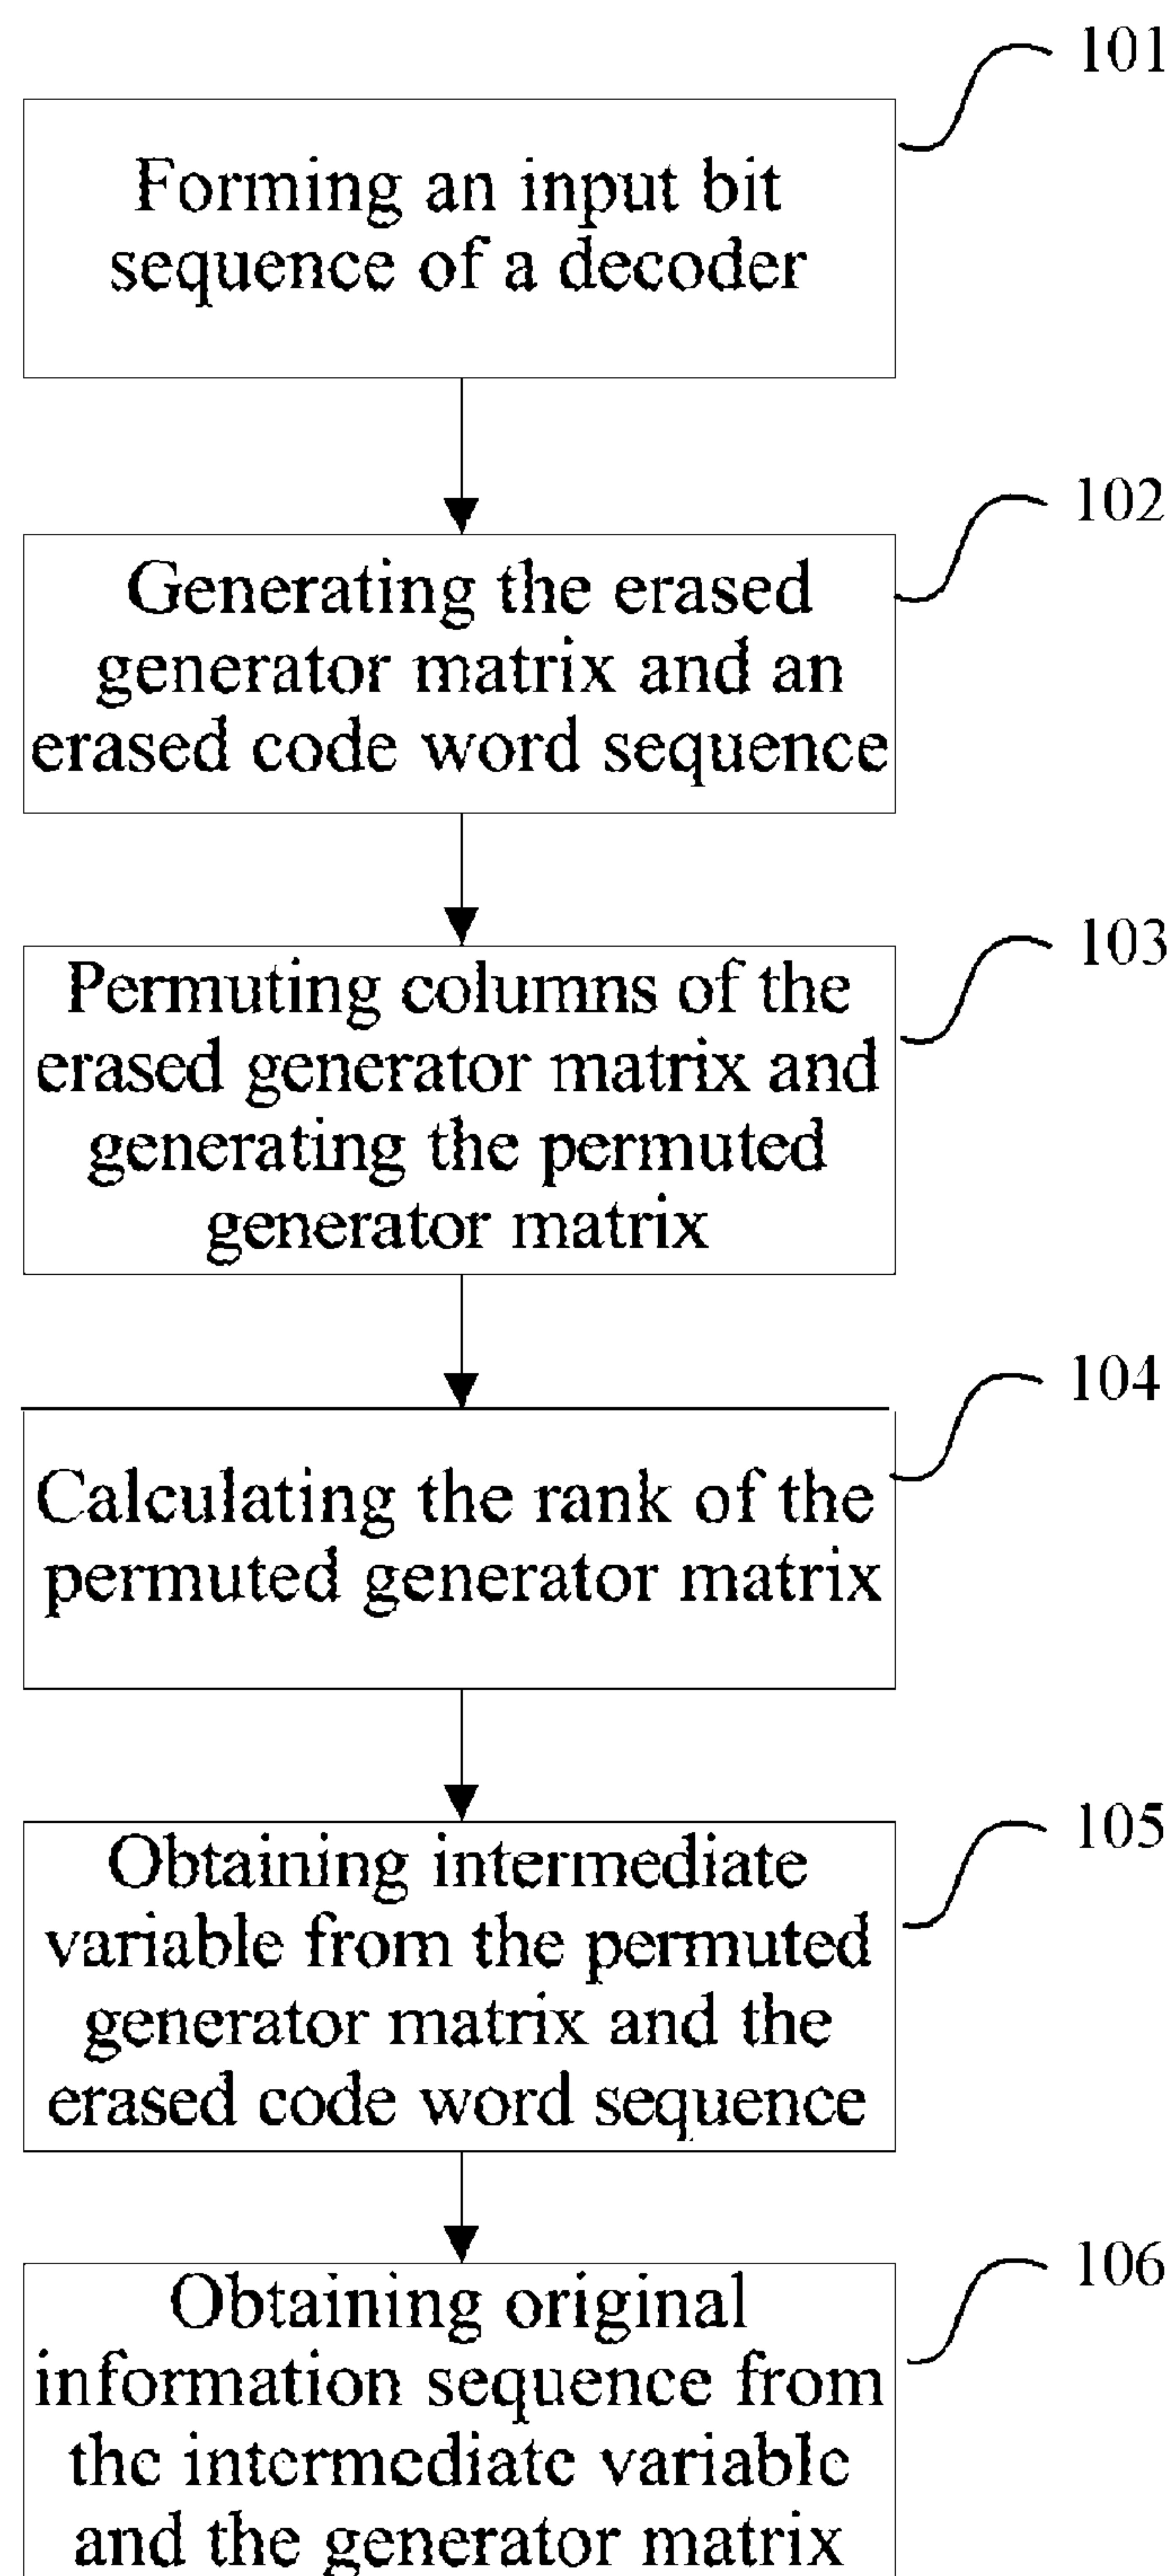 101
Forming an input bit
sequence of a decoder
102
Generating the erased
generator matrix and an
erased code word sequence
103
Permuting columns of the
erased generator matrix and
generating the permuted
generator matrix
104
Calculating the rank of the
permuted generator matrix
105
Obtaining intermediate
variable from the permuted
generator matrix and the
erased code word sequence
106
Obtaining original
information sequence from
the intermediate variable
and the generator matrix